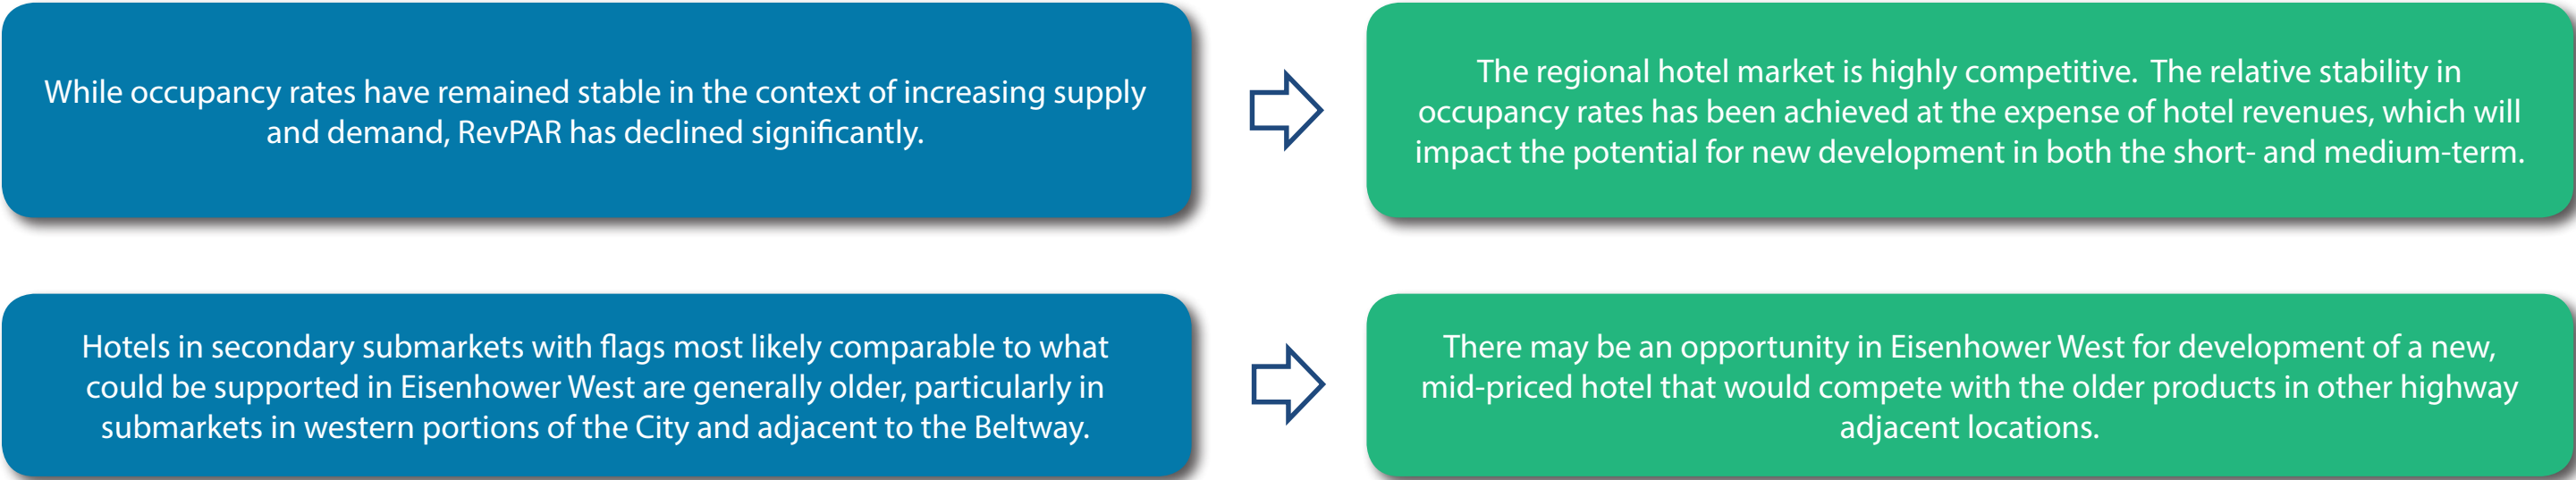 While occupancy rates have remained stable in the context of increasing supply
and demand, RevPAR has declined significantly.
The regional hotel market is highly competitive.  The relative stability in
occupancy rates has been achieved at the expense of hotel revenues, which will
impact the potential for new development in both the short- and medium-term.
Hotels in secondary submarkets with flags most likely comparable to what
could be supported in Eisenhower West are generally older, particularly in
submarkets in western portions of the City and adjacent to the Beltway.
There may be an opportunity in Eisenhower West for development of a new,
mid-priced hotel that would compete with the older products in other highway
adjacent locations.